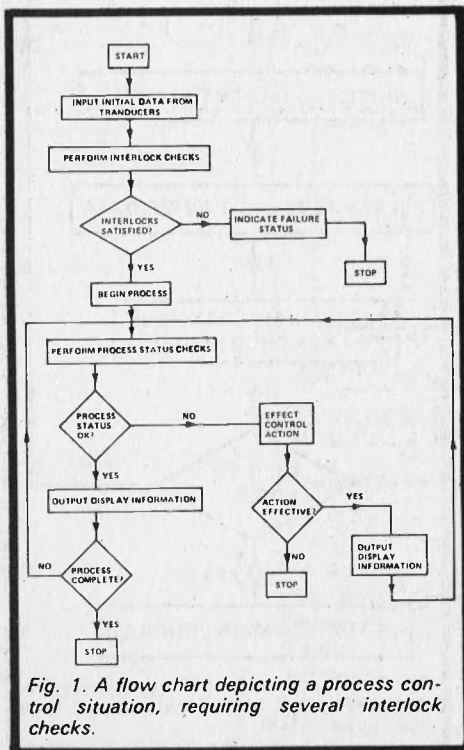 START
INPUT INITIAL DATA FROM
TRANDUCERS
PERFORM INTERLOCK CHECKS
INTERLOCKS
SATISFIED?
NO
INDICATE FAILURE
STATUS
STOP
YES
BEGIN PROCESS
PERFORM PROCESS STATUS CHECKS
PROCESS
STATUS
OK?
NO
EFFECT
CONTROL
ACTION
YES
OUTPUT DISPLAY INFORMATION
ACTION
EFFECTIVE?
YES
OUTPUT
DISPLAY
INFORMATION
NO
STOP
NO
PROCESS
COMPLETE?
YES
STOP
Fig. 1. A flow chart depicting a process con-
trol situation, requiring several interlock
checks.